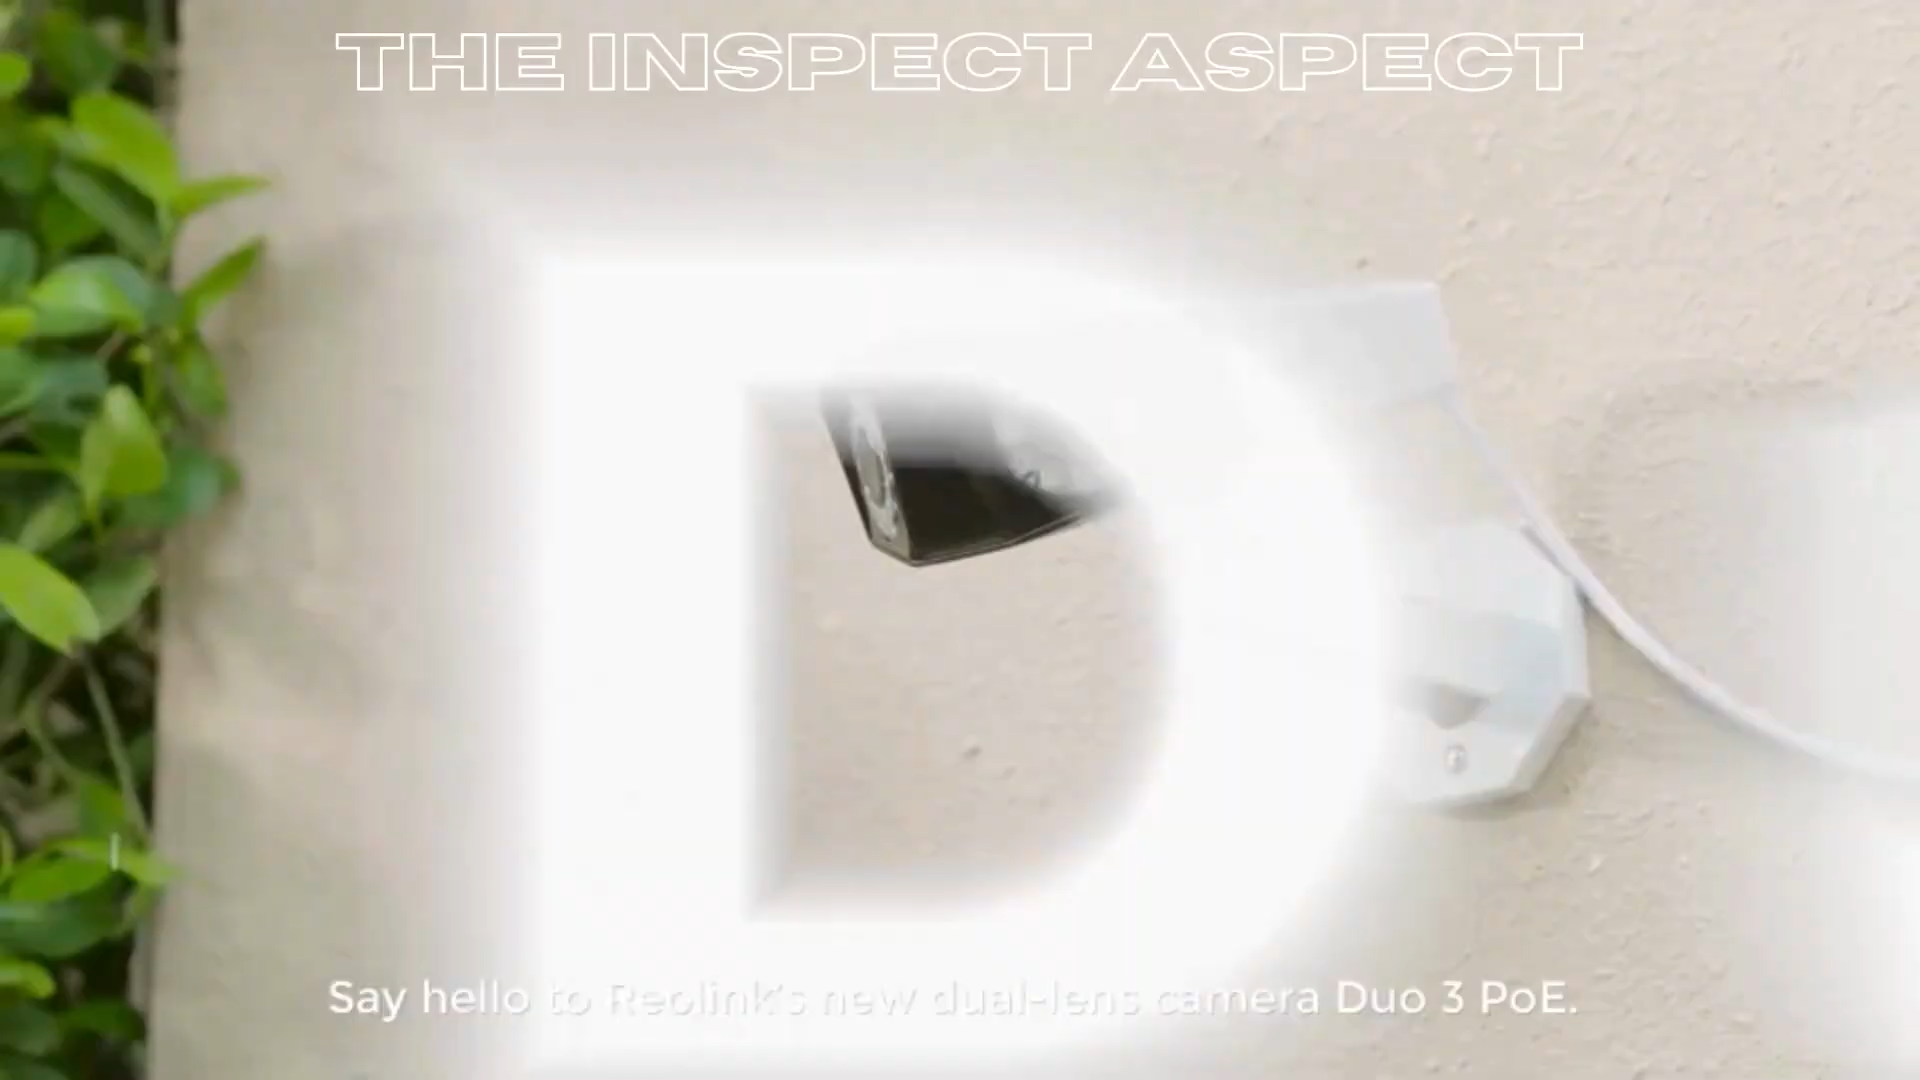 THE INSPECT ASPECT
D
Say hello to Reolink's new dual-lens camera Duo 3 PoE.